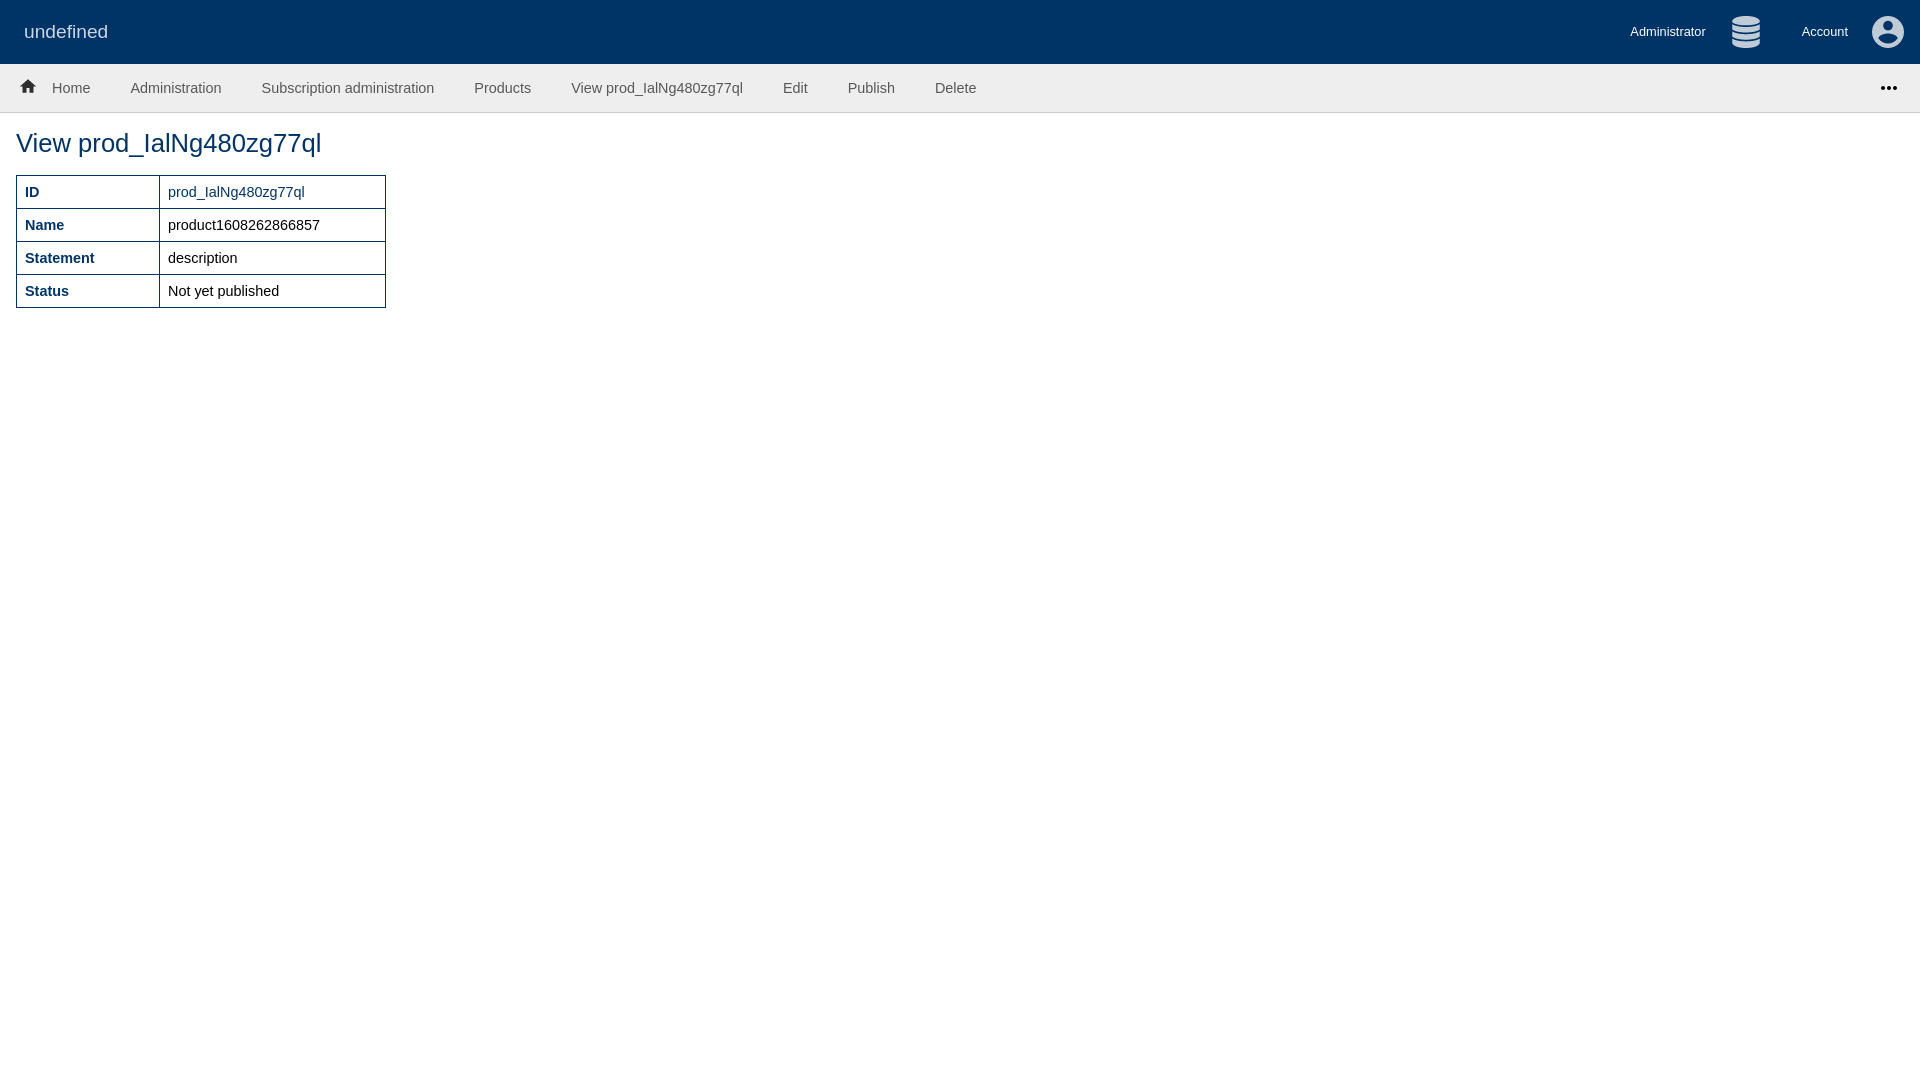 undefined
Administrator
Account
Home Administration Subscription administration Products View prod_IalNg480zg77ql Edit Publish Delete
View prod_IalNg480zg77ql
ID prod_IalNg480zg77ql
Name product1608262866857
Statement description
Status Not yet published